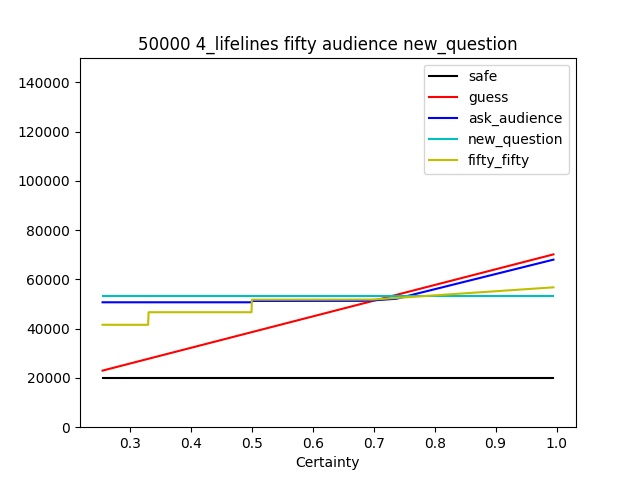 50000 4_lifelines fifty audience new_question
140000
120000
100000
80000
60000
40000
20000
0
safe
guess
ask_audience
new_question
fifty_fifty
0.3 0.4 0.5 0.6 0.7 0.8 0.9 1.0
Certainty